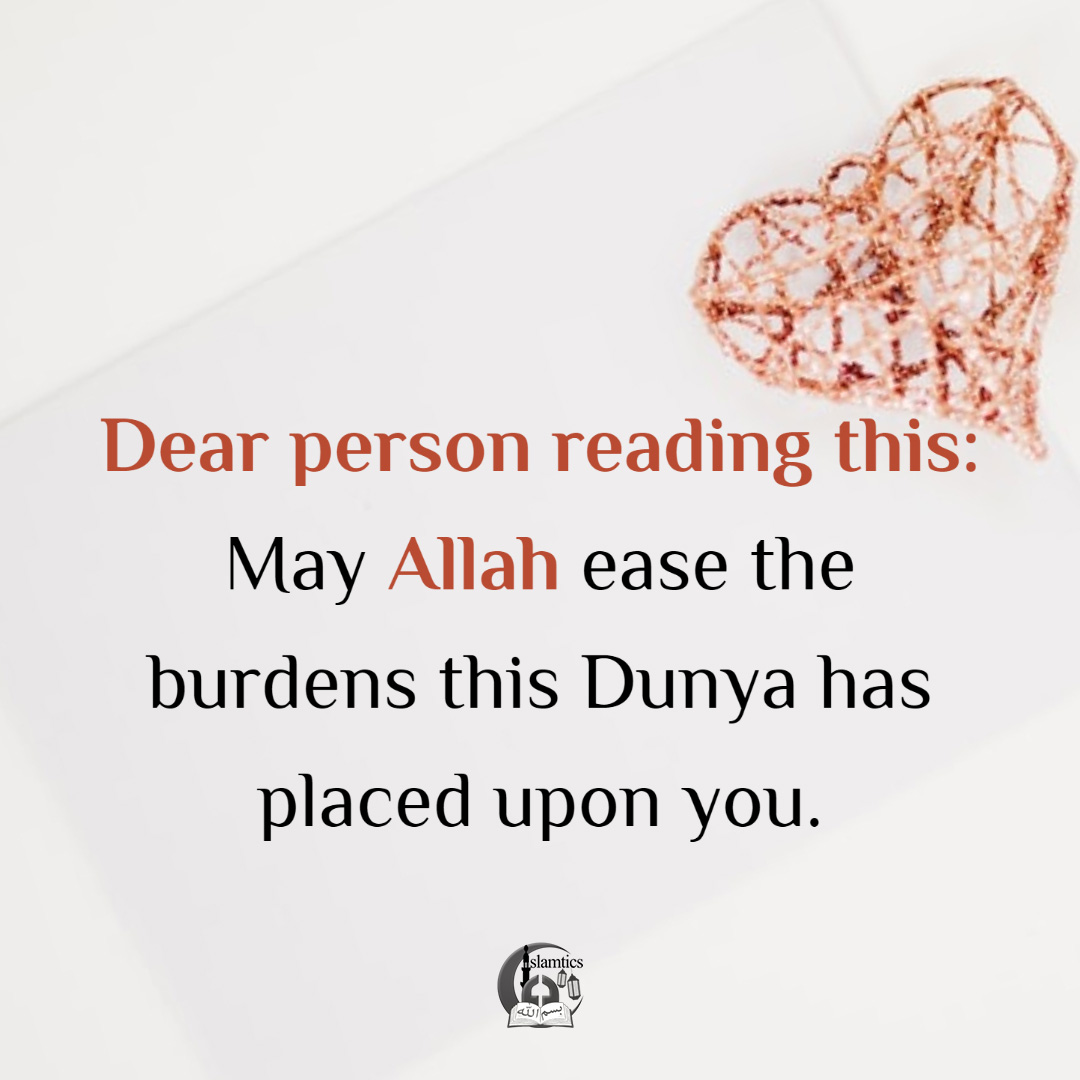 Dear person reading this:
May Allah ease the
burdens this Dunya has
placed upon you.
Islamtics
بسم الله